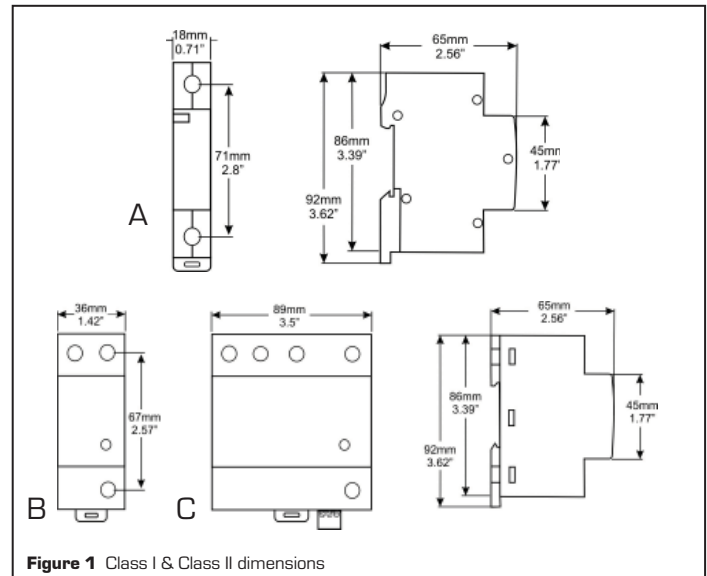 18mm
0.71"
65mm
2.56"
71mm
2.8"
86mm
3.39"
92mm
3.62"
45mm
1.77"
A
36mm
1.42"
89mm
3.5"
65mm
2.56"
67mm
2.57"
86mm
3.39"
92mm
3.62"
45mm
1.77"
B
C
Figure 1 Class I & Class II dimensions